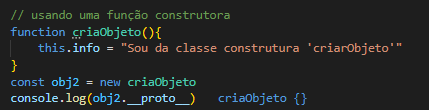 // usando uma função construtora
function criaObjeto(){
this.info = "Sou da classe construtura 'criarObjeto'"
}
const obj2 = new criaObjeto
console.log(obj2.__proto__) criaObjeto {}